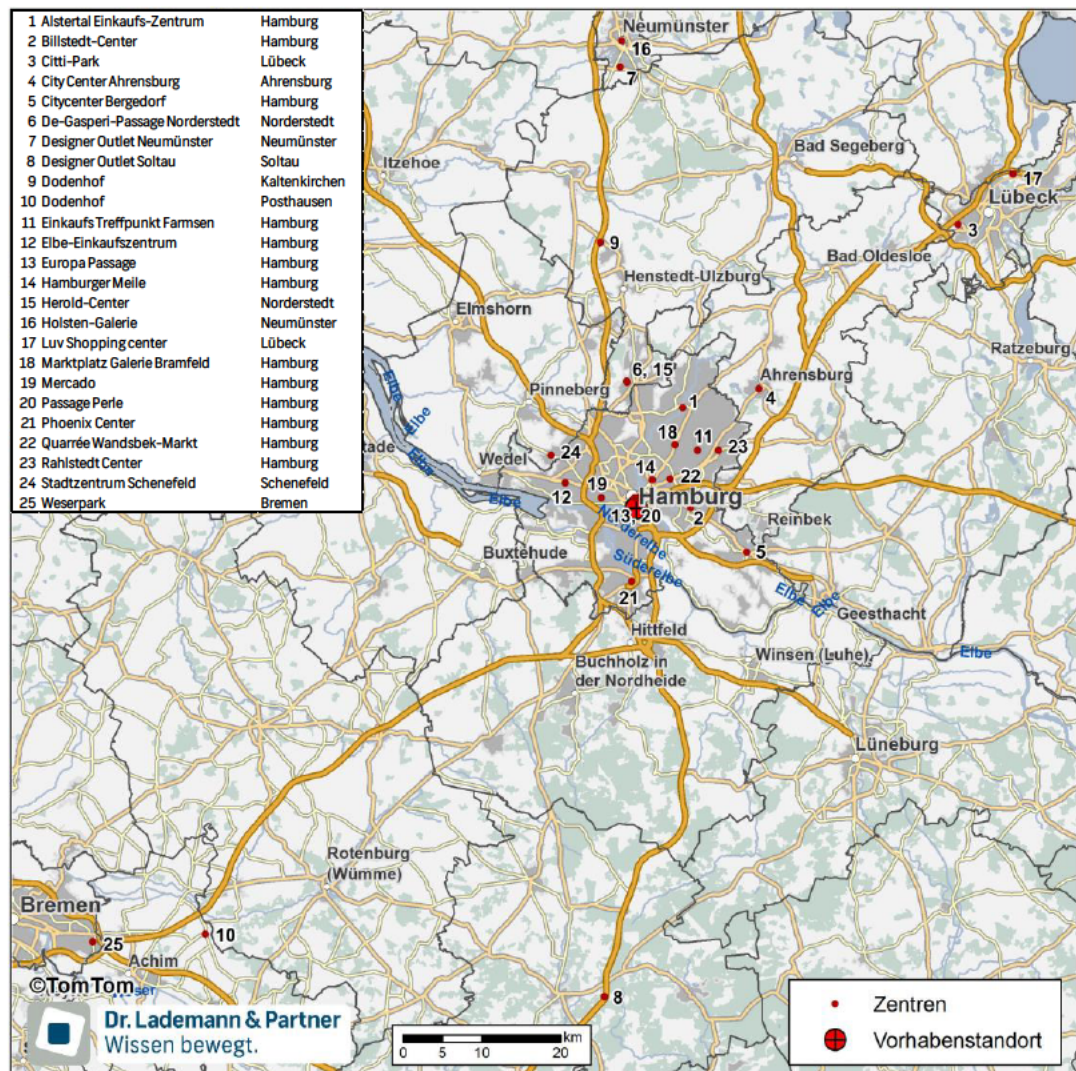 1 Alstertal Einkaufs-Zentrum Hamburg
2 Billstedt-Center Hamburg
3 Citti-Park Lübeck
4 City Center Ahrensburg Ahrensburg
5 Citycenter Bergedorf Hamburg
6 De-Gasperi-Passage Norderstedt Norderstedt
7 Designer Outlet Neumünster Neumünster
8 Designer Outlet Soltau Soltau
9 Dodenhof Kaltenkirchen
10 Dodenhof Posthausen
11 Einkaufs Treffpunkt Farmsen Hamburg
12 Elbe-Einkaufszentrum Hamburg
13 Europa Passage Hamburg
14 Hamburger Meile Hamburg
15 Herold-Center Norderstedt
16 Holsten-Galerie Neumünster
17 Luv Shopping center Lübeck
18 Marktplatz Galerie Bramfeld Hamburg
19 Mercado Hamburg
20 Passage Perle Hamburg
21 Phoenix Center Hamburg
22 Quarrée Wandsbek-Markt Hamburg
23 Rahlstedt Center Hamburg
24 Stadtzentrum Schenefeld Schenefeld
25 Weserpark Bremen
Neumünster
16
7
Bad Segeberg
Itzehoe
17
Lübeck
3
9
Bad Oldesloe
Henstedt-Ulzburg
Elmshorn
Ratzeburg
6, 15
Ahrensburg
Pinneberg
4
Elbe
1
Elbe
18
11
23
Wedel
24
Elbe
14
22
19
12
Hamburg
Elbe
13, 20
2
Reinbek
Norderelbe
Buxtehude
5
Süderelbe
21
Elbe
Elbe
Geesthacht
Hittfeld
Elbe
Winsen (Luhe)
Buchholz in
der Nordheide
Lüneburg
Rotenburg
(Wümme)
Bremen
10
25
Achim
©TomTom
8
Dr. Lademann & Partner
Wissen bewegt.
km
0 5 10 20
Zentren
Vorhabenstandort